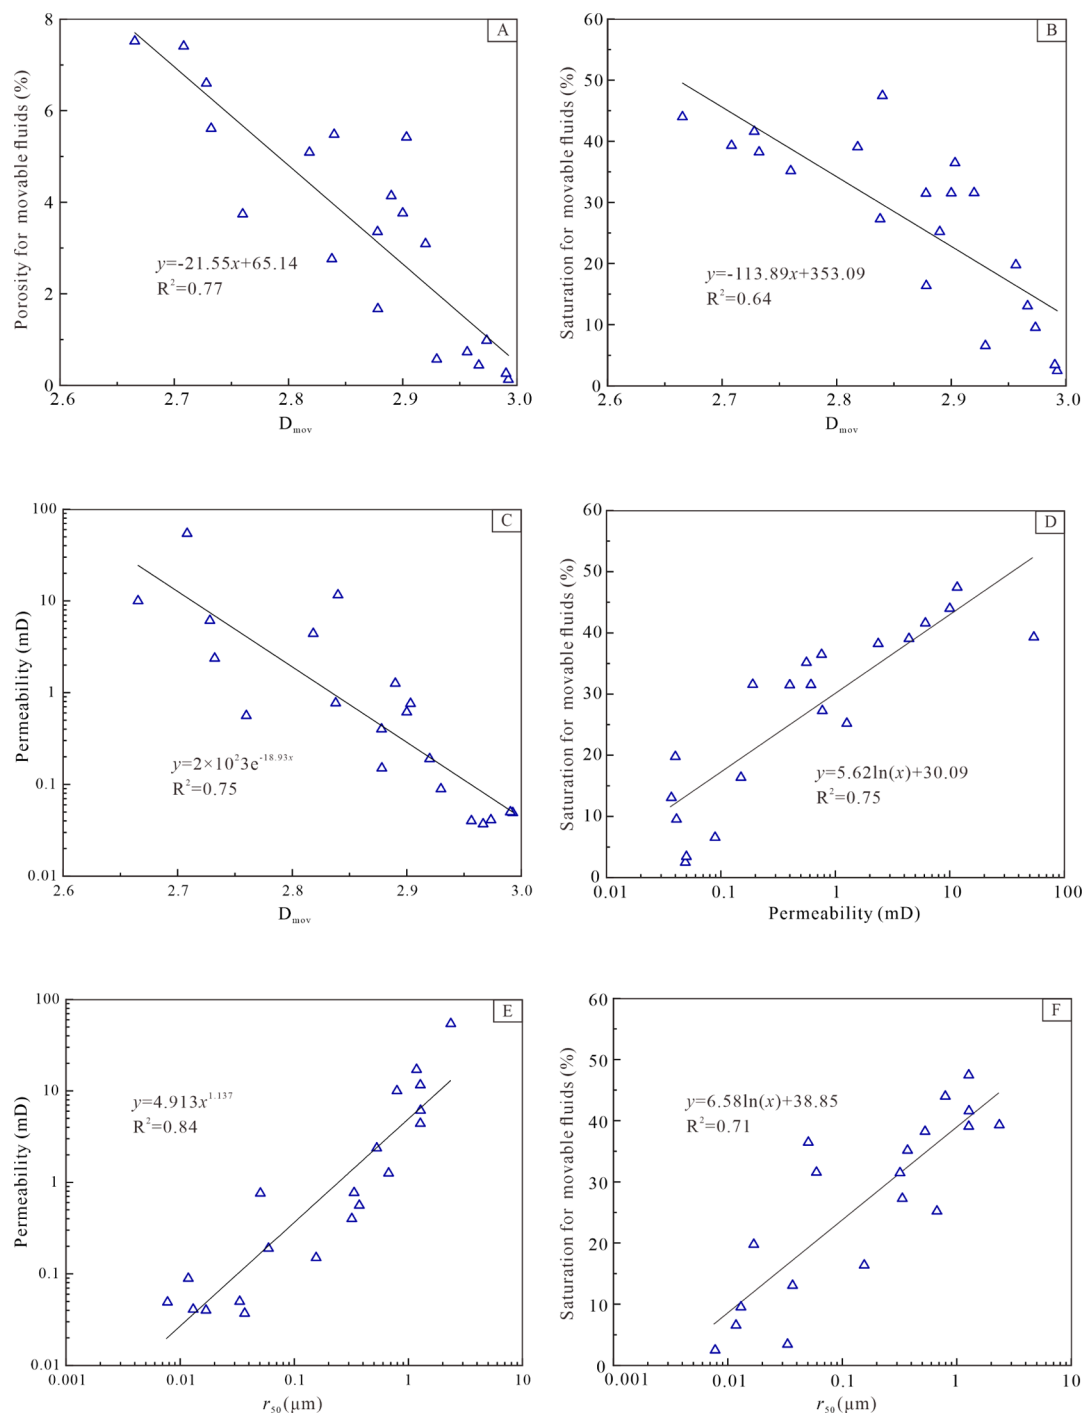 A
8
6
4
2
0
Porosity for movable fluids (%)
y=-21.55x+65.14
R²=0.77
2.6 2.7 2.8 2.9 3.0
Dmov
B
60
50
40
30
20
10
0
Saturation for movable fluids (%)
y=-113.89x+353.09
R²=0.64
2.6 2.7 2.8 2.9 3.0
Dmov
C
100
10
1
0.1
0.01
Permeability (mD)
y=2×10²3e⁻¹⁸·⁹³ˣ
R²=0.75
2.6 2.7 2.8 2.9 3.0
Dmov
D
60
50
40
30
20
10
0
Saturation for movable fluids (%)
y=5.62ln(x)+30.09
R²=0.75
0.01 0.1 1 10 100
Permeability (mD)
E
100
10
1
0.1
0.01
Permeability (mD)
y=4.913x¹·¹³⁷
R²=0.84
0.001 0.01 0.1 1 10
r₅₀(μm)
F
60
50
40
30
20
10
0
Saturation for movable fluids (%)
y=6.58ln(x)+38.85
R²=0.71
0.001 0.01 0.1 1 10
r₅₀(μm)